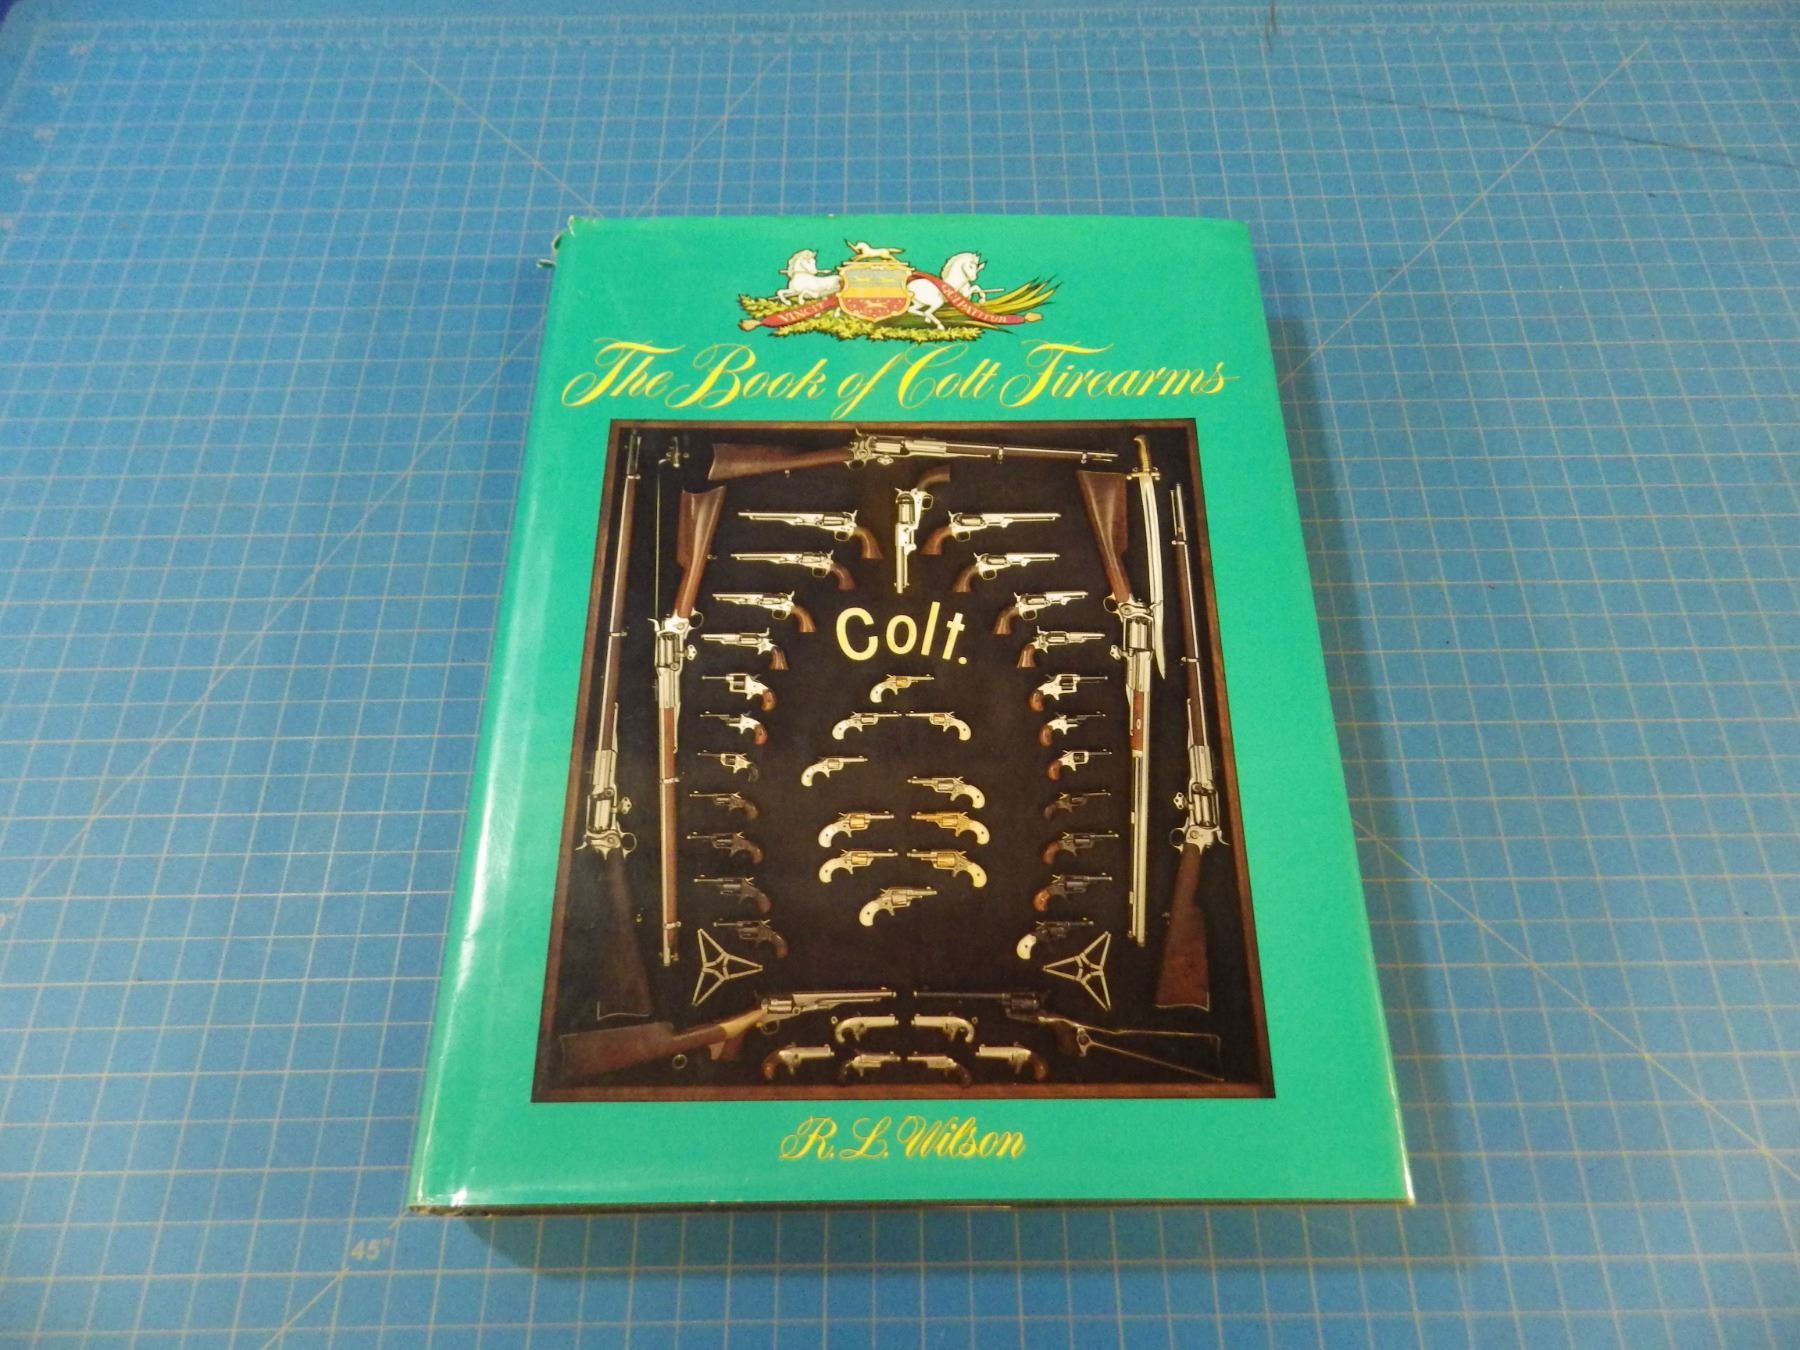 VINCIT QUI PATITUR
The Book of Colt Firearms
Colt.
R. L. Wilson
45°